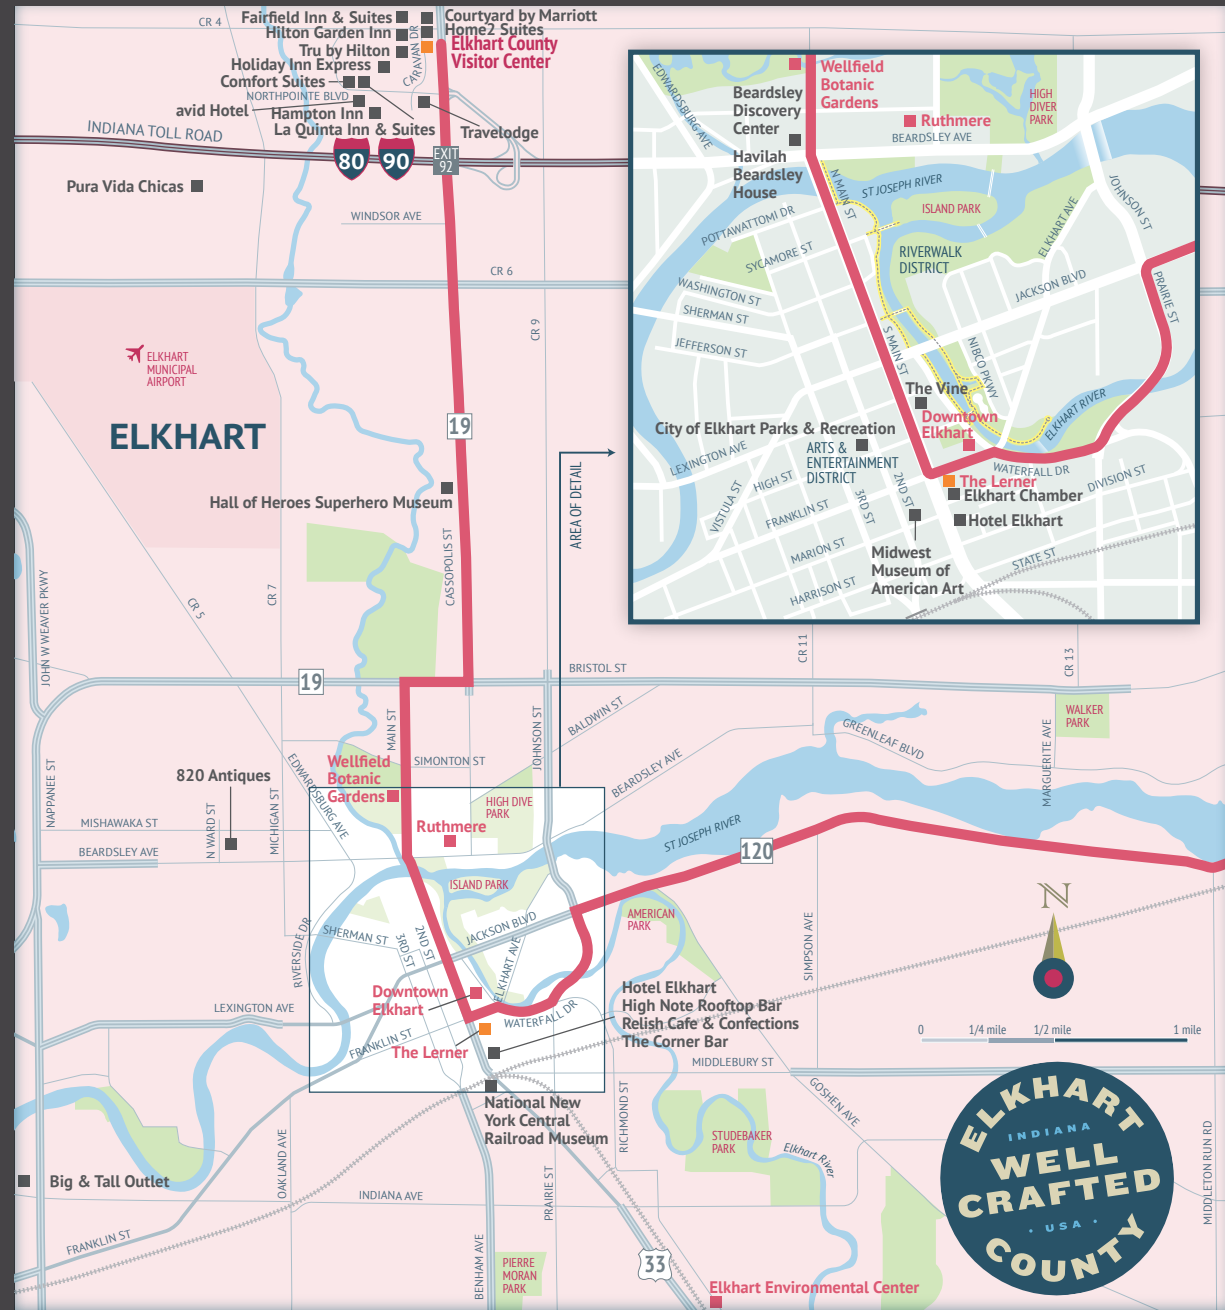 CR 4
Fairfield Inn & Suites
Hilton Garden Inn
Tru by Hilton
Holiday Inn Express
Comfort Suites
NORTHPOINTE BLVD
avid Hotel
Hampton Inn
La Quinta Inn & Suites
Courtyard by Marriott
Home2 Suites
Elkhart County
Visitor Center
CARAVAN DR
Travelodge
INDIANA TOLL ROAD
80
90
EXIT
92
Pura Vida Chicas
WINDSOR AVE
CR 6
CR 9
ELKHART
MUNICIPAL
AIRPORT
ELKHART
19
Hall of Heroes Superhero Museum
CASSOPOLIS ST
AREA OF DETAIL
JOHN W WEAVER PKWY
CR 5
CR 7
19
BRISTOL ST
CR 11
CR 13
EDWARDSBURG AVE
Wellfield
Botanic
Gardens
Beardsley
Discovery
Center
Ruthmere
HIGH
DIVER
PARK
BEARDSLEY AVE
Havilah
Beardsley
House
N MAIN ST
ST JOSEPH RIVER
ISLAND PARK
JOHNSON ST
ELKHART AVE
POTTAWATTOMI DR
SYCAMORE ST
RIVERWALK
DISTRICT
JACKSON BLVD
PRAIRIE ST
WASHINGTON ST
SHERMAN ST
JEFFERSON ST
S MAIN ST
NIBCO PKWY
The Vine
Downtown
Elkhart
ELKHART RIVER
City of Elkhart Parks & Recreation
ARTS &
ENTERTAINMENT
DISTRICT
LEXINGTON AVE
HIGH ST
VISTULA ST
FRANKLIN ST
3RD ST
2ND ST
WATERFALL DR
DIVISION ST
The Lerner
Elkhart Chamber
Hotel Elkhart
MARION ST
HARRISON ST
STATE ST
Midwest
Museum of
American Art
MAIN ST
JOHNSON ST
BALDWIN ST
SIMONTON ST
BEARDSLEY AVE
GREENLEAF BLVD
WALKER
PARK
MARGUERITE AVE
Wellfield
Botanic
Gardens
EDWARDSBURG AVE
820 Antiques
HIGH DIVE
PARK
Ruthmere
NAPPANEE ST
MISHAWAKA ST
BEARDSLEY AVE
N WARD ST
MICHIGAN ST
ST JOSEPH RIVER
120
ISLAND PARK
AMERICAN
PARK
SIMPSON AVE
N
RIVERSIDE DR
SHERMAN ST
3RD ST
2ND ST
JACKSON BLVD
ELKHART AVE
Downtown
Elkhart
WATERFALL DR
LEXINGTON AVE
FRANKLIN ST
The Lerner
Hotel Elkhart
High Note Rooftop Bar
Relish Cafe & Confections
The Corner Bar
0
1/4 mile
1/2 mile
1 mile
MIDDLEBURY ST
GOSHEN AVE
National New
York Central
Railroad Museum
RICHMOND ST
STUDEBAKER
PARK
Elkhart River
OAKLAND AVE
Big & Tall Outlet
INDIANA AVE
PRAIRIE ST
FRANKLIN ST
BENHAM AVE
PIERRE
MORAN
PARK
33
Elkhart Environmental Center
MIDDLETON RUN RD
ELKHART
INDIANA
WELL
CRAFTED
· USA ·
COUNTY